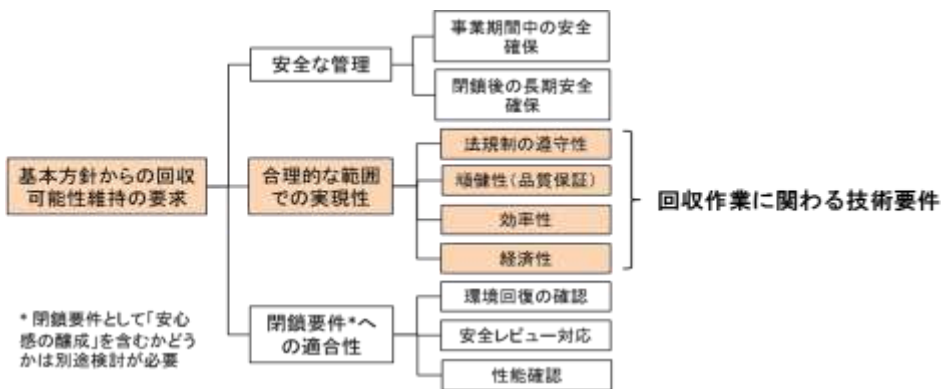 事業期間中の安全
確保
安全な管理
閉鎖後の長期安全
確保
法規制の遵守性
基本方針からの回収
可能性維持の要求
合理的な範囲
での実現性
頑健性(品質保証)
回収作業に関わる技術要件
効率性
経済性
環境回復の確認
* 閉鎖要件として「安心
感の醸成」を含むかどう
かは別途検討が必要
閉鎖要件*へ
の適合性
安全レビュー対応
性能確認